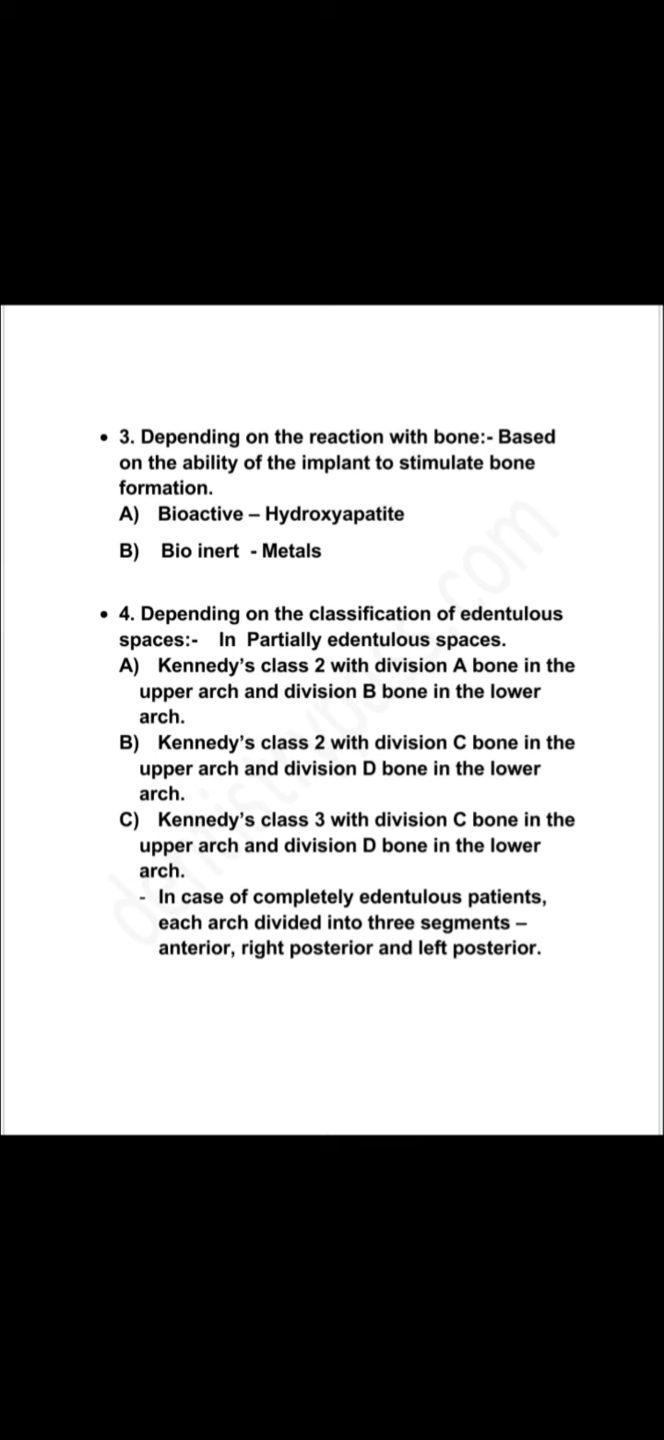 • 3. Depending on the reaction with bone:- Based
on the ability of the implant to stimulate bone
formation.
A) Bioactive – Hydroxyapatite
B) Bio inert - Metals
• 4. Depending on the classification of edentulous
spaces:- In Partially edentulous spaces.
A) Kennedy’s class 2 with division A bone in the
upper arch and division B bone in the lower
arch.
B) Kennedy’s class 2 with division C bone in the
upper arch and division D bone in the lower
arch.
C) Kennedy’s class 3 with division C bone in the
upper arch and division D bone in the lower
arch.
- In case of completely edentulous patients,
each arch divided into three segments –
anterior, right posterior and left posterior.